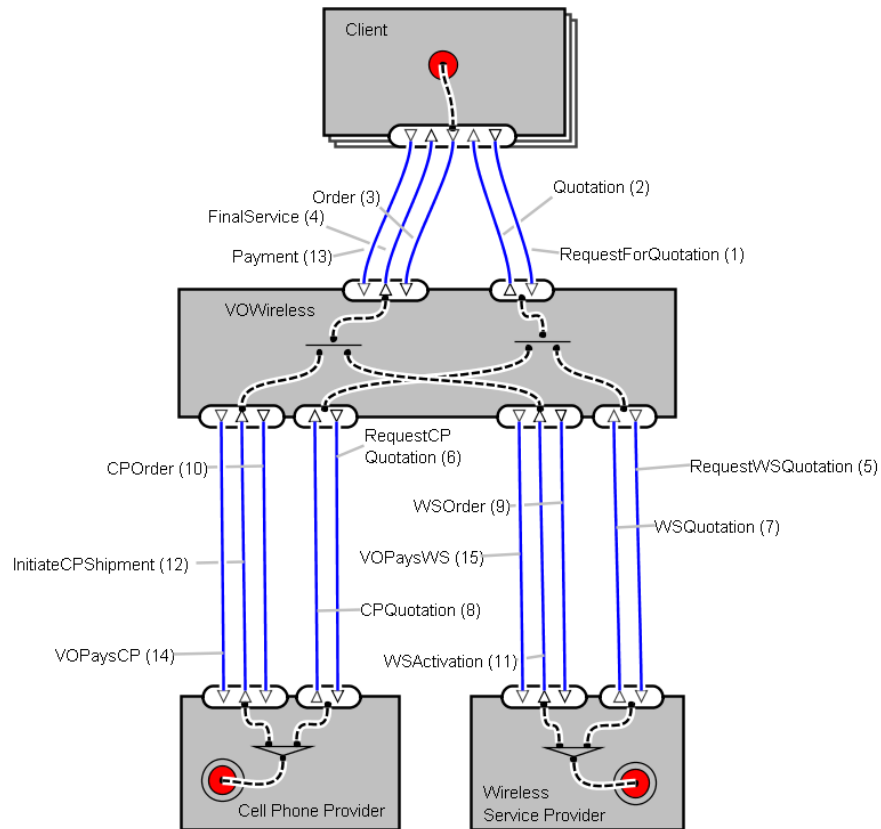 Client
Order (3)
Quotation (2)
FinalService (4)
Payment (13)
RequestForQuotation (1)
VOWireless
RequestCP
Quotation (6)
CPOrder (10)
RequestWSQuotation (5)
WSOrder (9)
WSQuotation (7)
VOPaysWS (15)
InitiateCPShipment (12)
CPQuotation (8)
VOPaysCP (14)
WSActivation (11)
Cell Phone Provider
Wireless
Service Provider